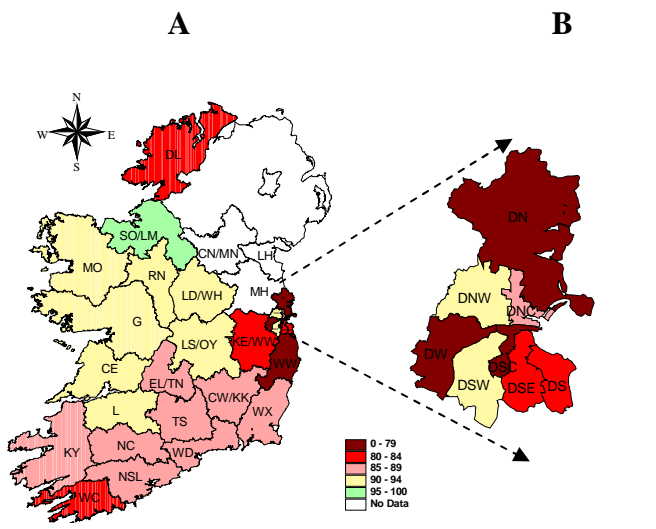 A
B
N
W
E
S
DL
SO/LM
CN/MN
LH
MO
RN
MH
LD/WH
G
LS/OY
KE/WW
CE
WW
EL/TN
CW/KK
L
WX
TS
KY
NC
WD
NSL
WC
DN
DNW
DNC
DW
DSC
DSW
DSE
DS
0 - 79
80 - 84
85 - 89
90 - 94
95 - 100
No Data